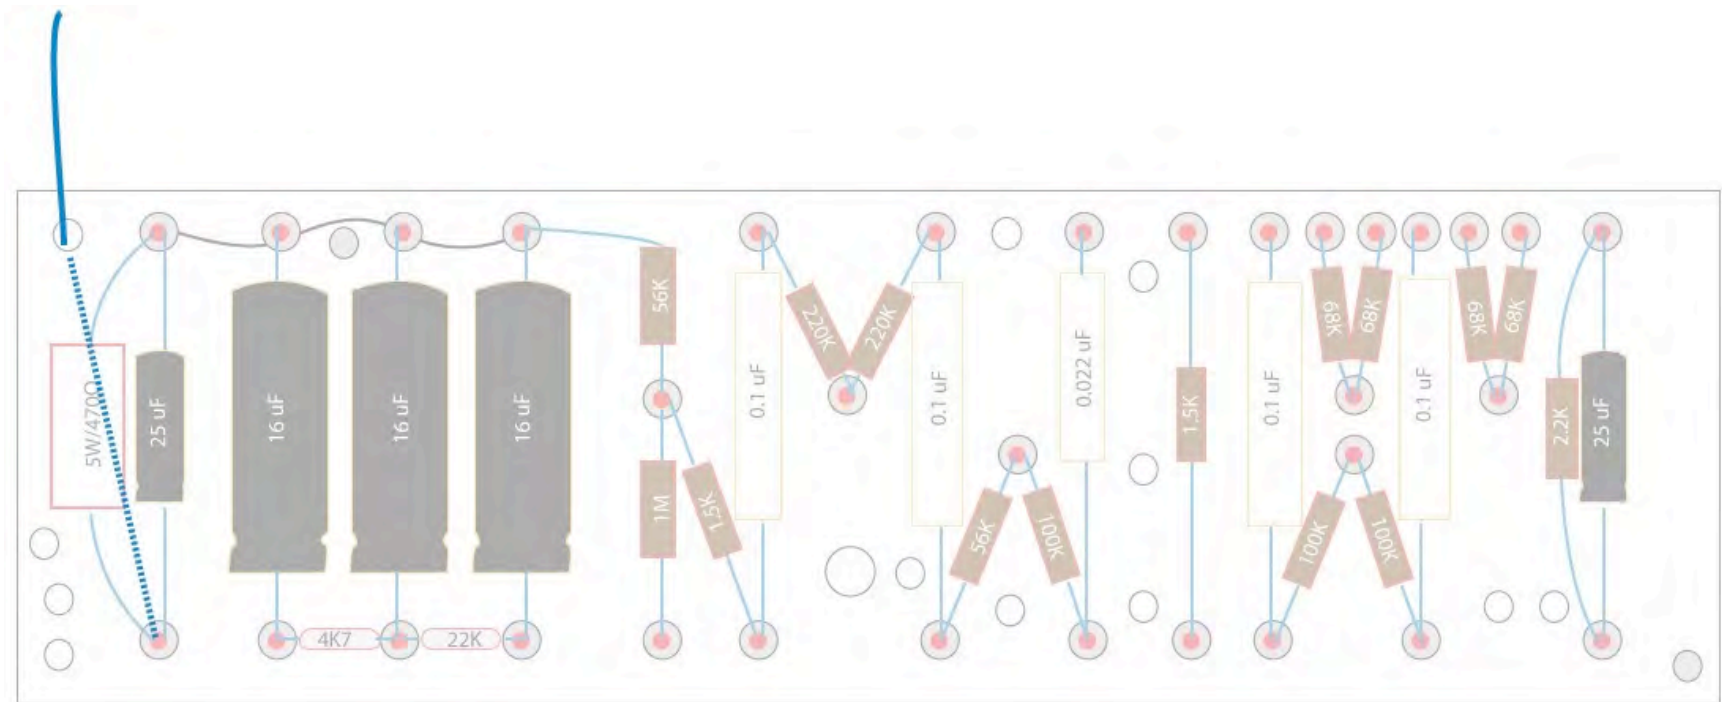 5W/470Ω
25 uF
16 uF
16 uF
16 uF
4K7
22K
56K
1M
1.5K
0.1 uF
220K
220K
0.1 uF
56K
100K
0.022 uF
1.5K
0.1 uF
68K
68K
100K
100K
0.1 uF
68K
68K
2.2K
25 uF